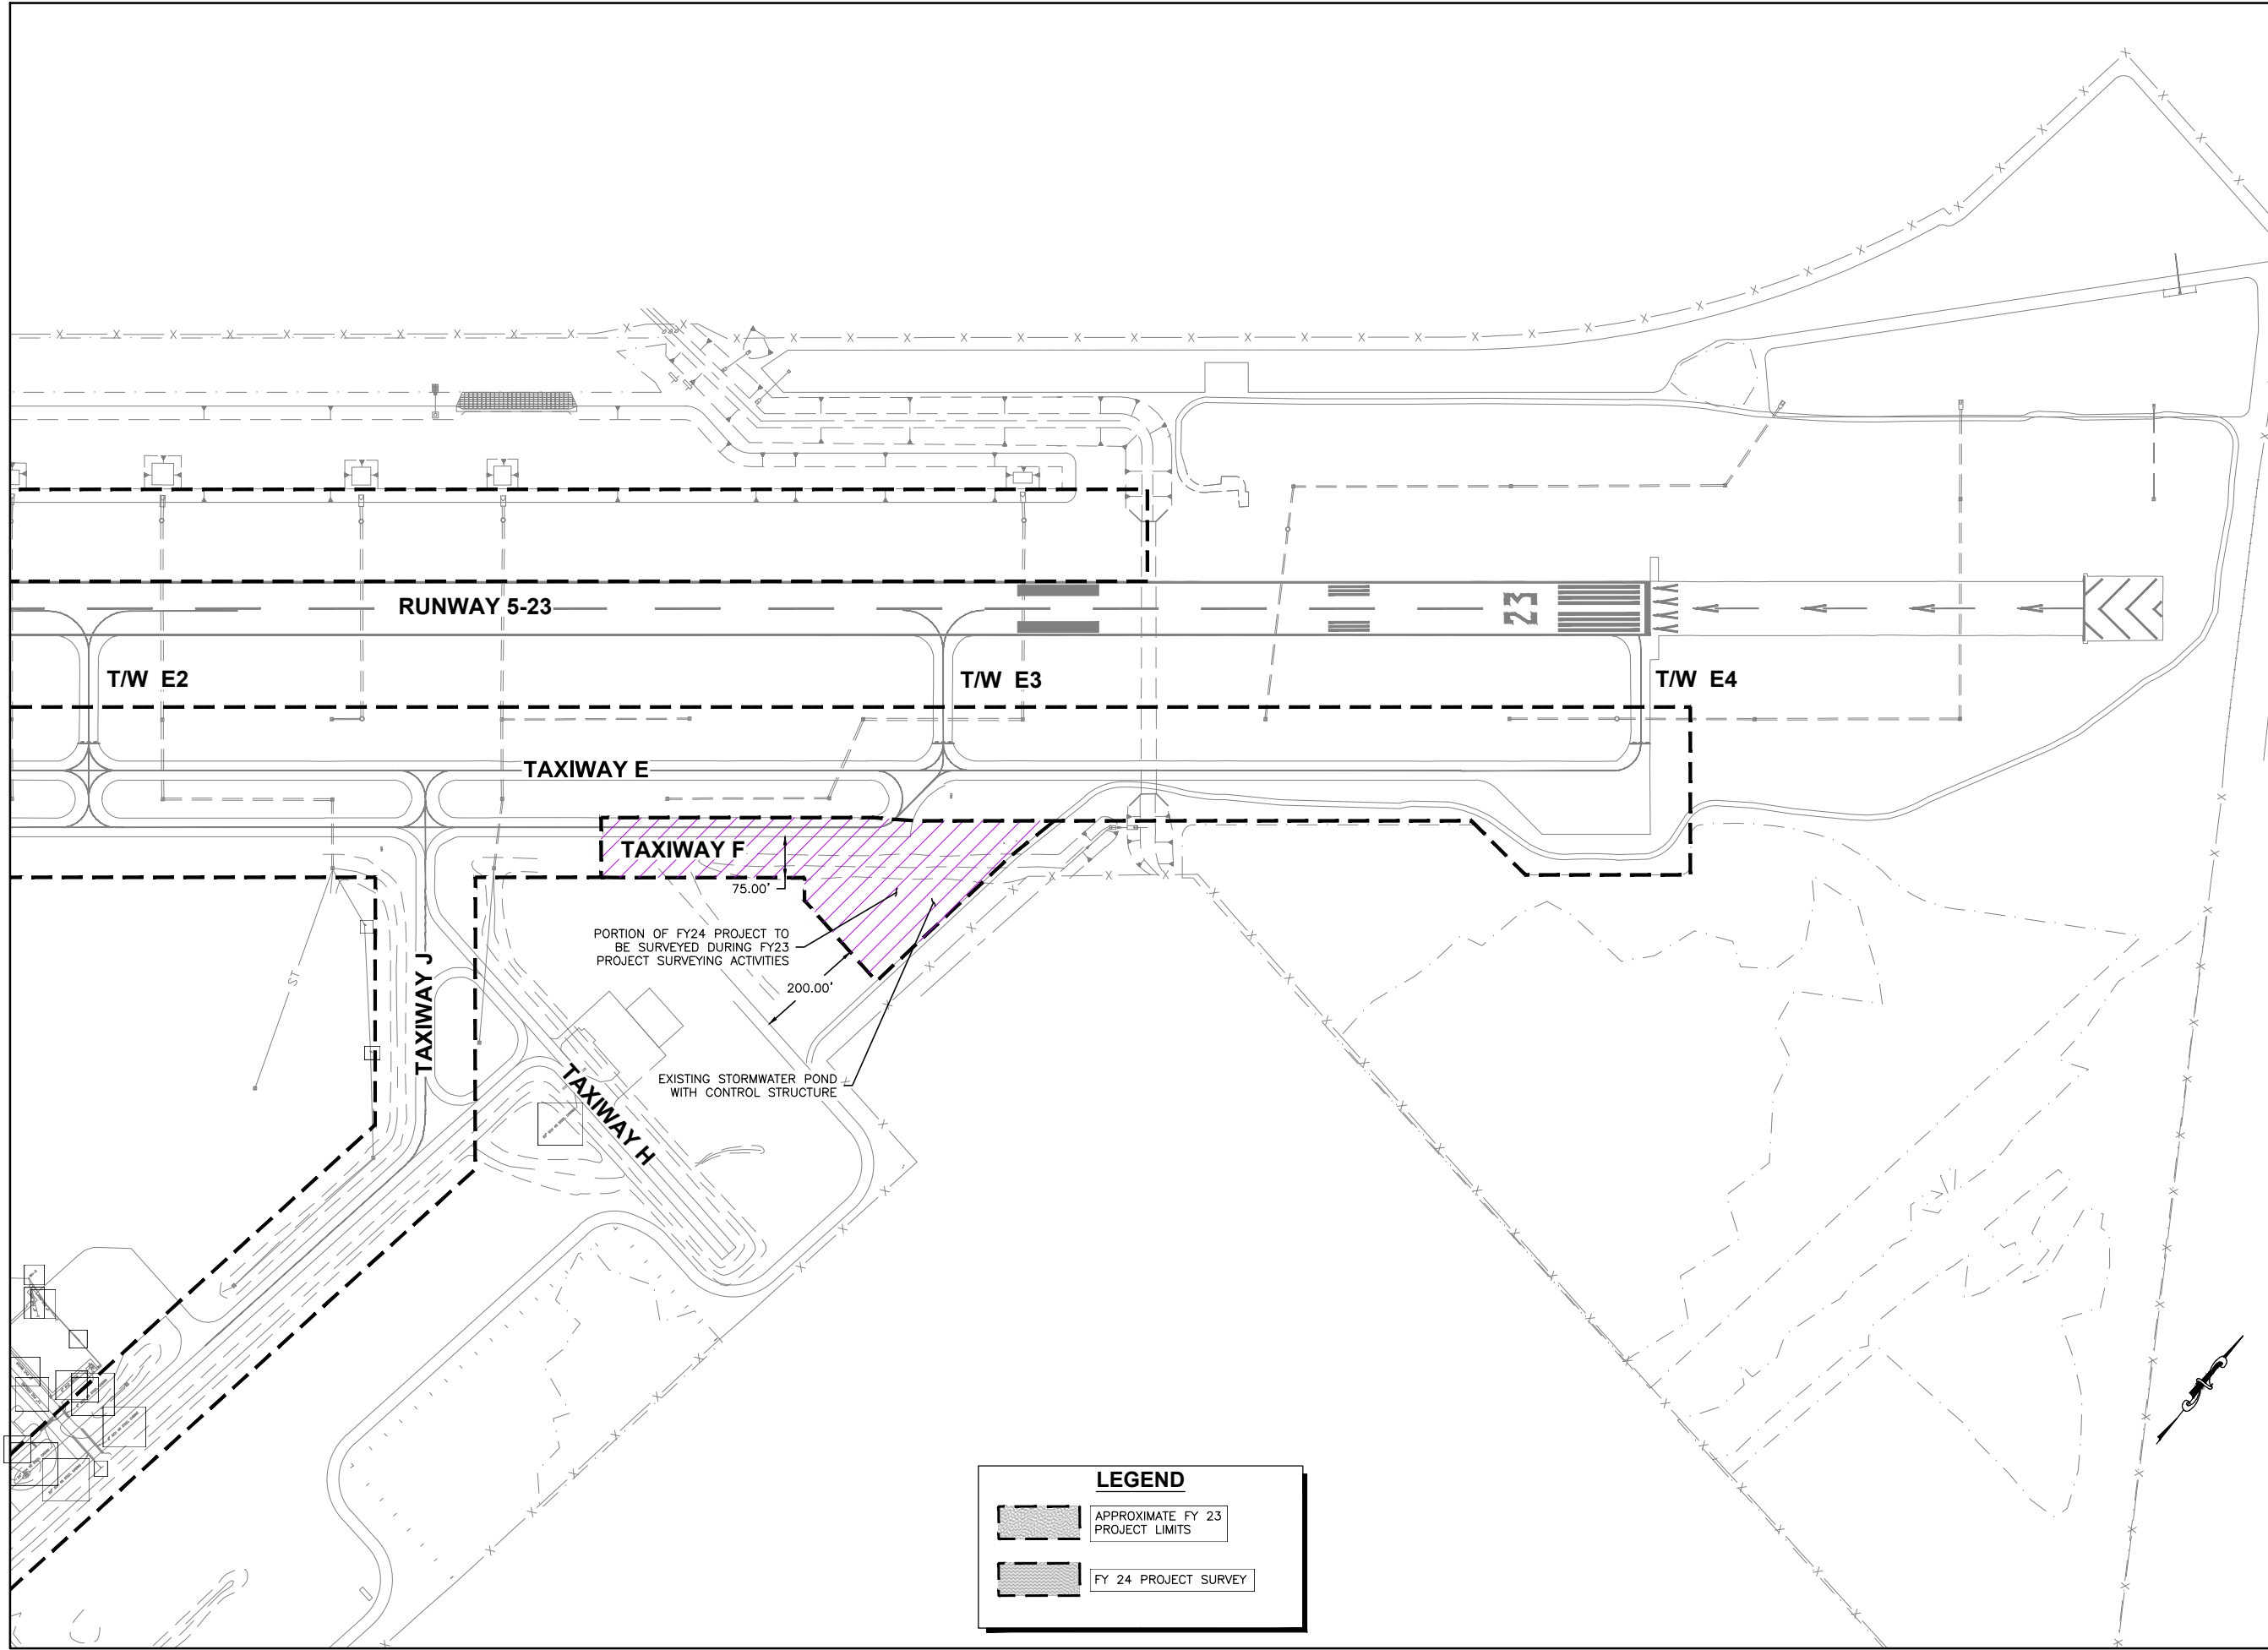 RUNWAY 5-23
23
T/W E2
T/W E3
T/W E4
TAXIWAY E
TAXIWAY F
75.00'
PORTION OF FY24 PROJECT TO
BE SURVEYED DURING FY23
PROJECT SURVEYING ACTIVITIES
200.00'
ST
TAXIWAY J
TAXIWAY H
EXISTING STORMWATER POND
WITH CONTROL STRUCTURE
LEGEND
APPROXIMATE FY 23
PROJECT LIMITS
FY 24 PROJECT SURVEY